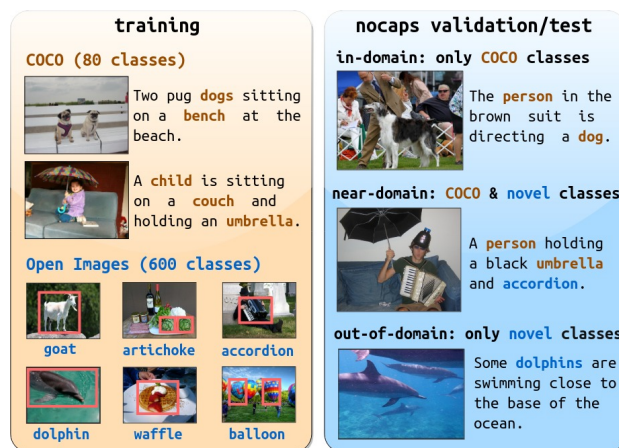 training
COCO (80 classes)
Two pug dogs sitting
on a bench at the
beach.
A child is sitting
on a couch and
holding an umbrella.
Open Images (600 classes)
goat
artichoke
accordion
dolphin
waffle
balloon
nocaps validation/test
in-domain: only COCO classes
The person in the
brown suit is
directing a dog.
near-domain: COCO & novel classes
A person holding
a black umbrella
and accordion.
out-of-domain: only novel classes
Some dolphins are
swimming close to
the base of the
ocean.